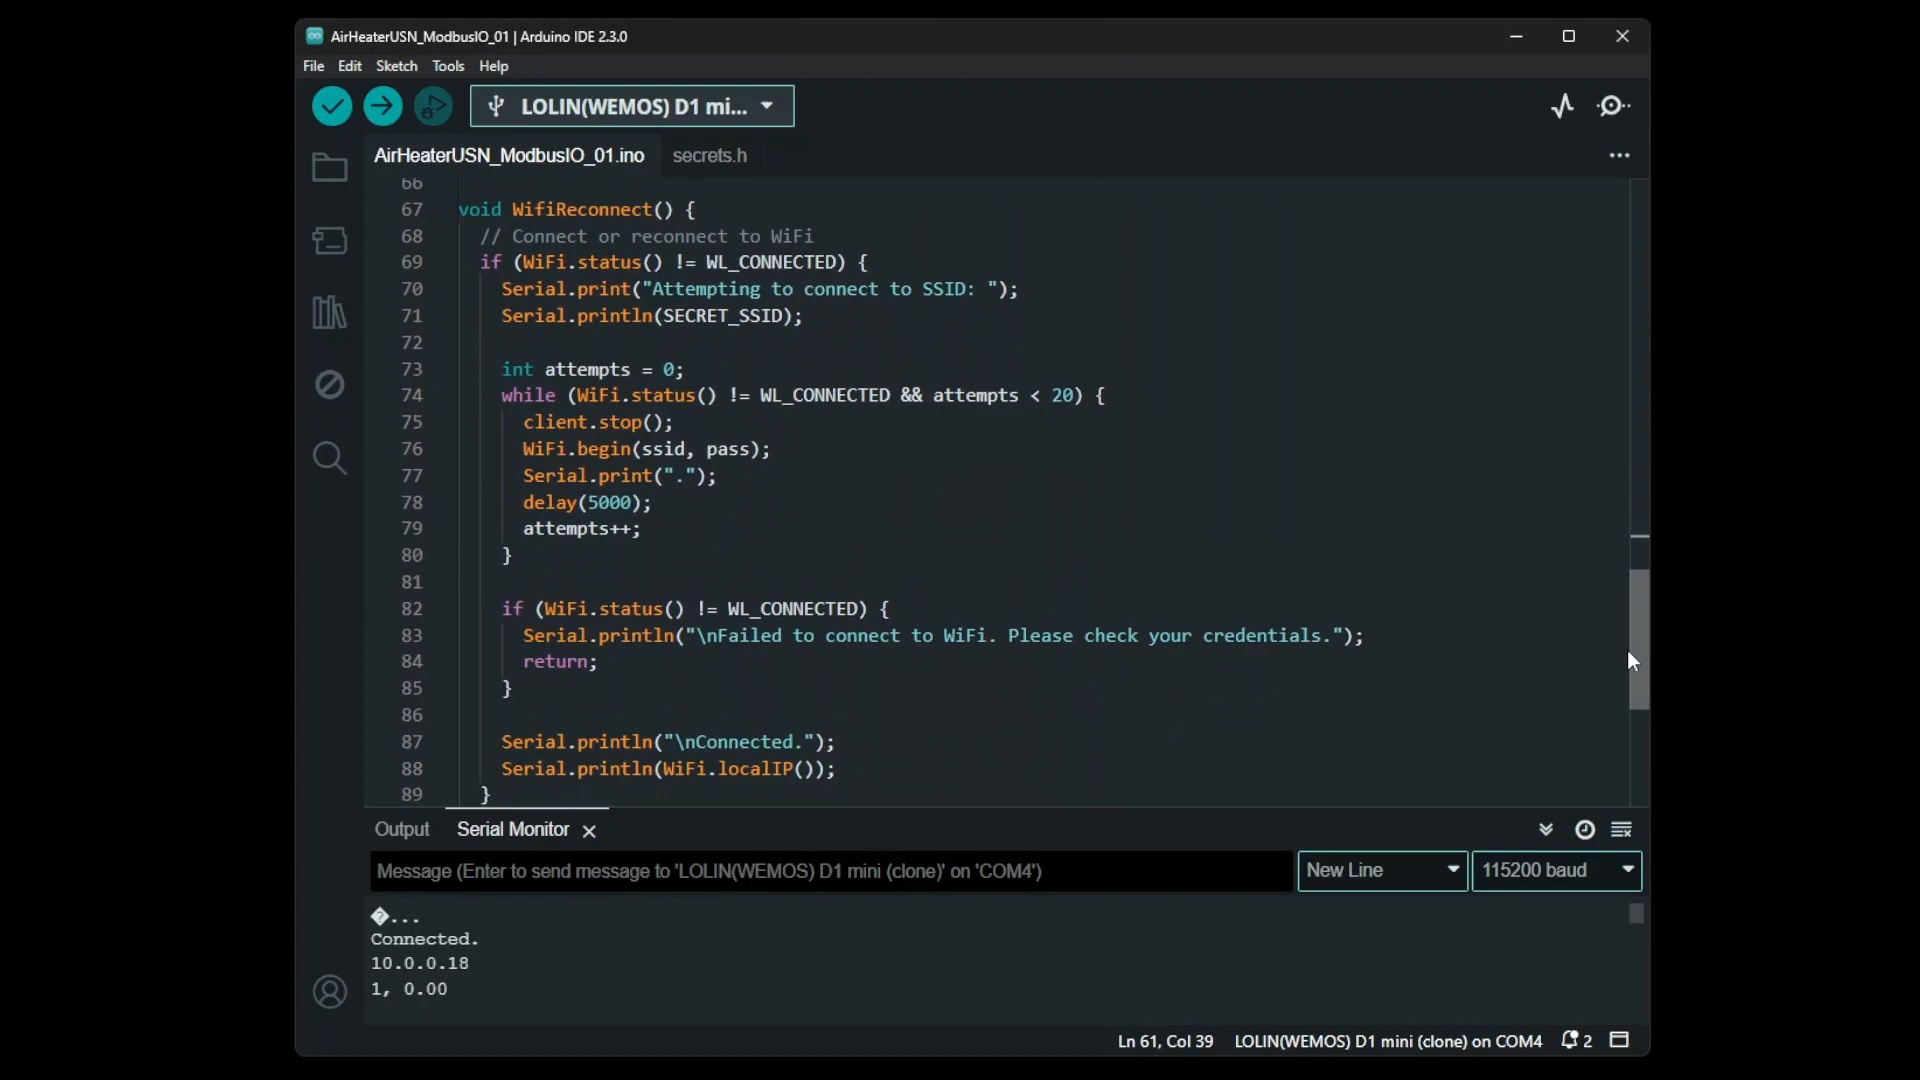 AirHeaterUSN_ModbusIO_01 | Arduino IDE 2.3.0
File Edit Sketch Tools Help
LOLIN(WEMOS) D1 mi...
AirHeaterUSN_ModbusIO_01.ino secrets.h
66
67 void WifiReconnect() {
68 // Connect or reconnect to WiFi
69 if (WiFi.status() != WL_CONNECTED) {
70 Serial.print("Attempting to connect to SSID: ");
71 Serial.println(SECRET_SSID);
72
73 int attempts = 0;
74 while (WiFi.status() != WL_CONNECTED && attempts < 20) {
75 client.stop();
76 WiFi.begin(ssid, pass);
77 Serial.print(".");
78 delay(5000);
79 attempts++;
80 }
81
82 if (WiFi.status() != WL_CONNECTED) {
83 Serial.println("\nFailed to connect to WiFi. Please check your credentials.");
84 return;
85 }
86
87 Serial.println("\nConnected.");
88 Serial.println(WiFi.localIP());
89 }
Output Serial Monitor
Message (Enter to send message to 'LOLIN(WEMOS) D1 mini (clone)' on 'COM4') New Line 115200 baud
�...
Connected.
10.0.0.18
1, 0.00
Ln 61, Col 39 LOLIN(WEMOS) D1 mini (clone) on COM4 2